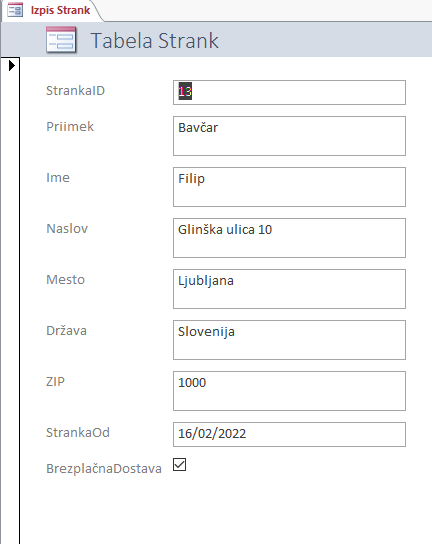 Izpis Strank
Tabela Strank
StrankaID 13
Priimek Bavčar
Ime Filip
Naslov Glinška ulica 10
Mesto Ljubljana
Država Slovenija
ZIP 1000
StrankaOd 16/02/2022
BrezplačnaDostava